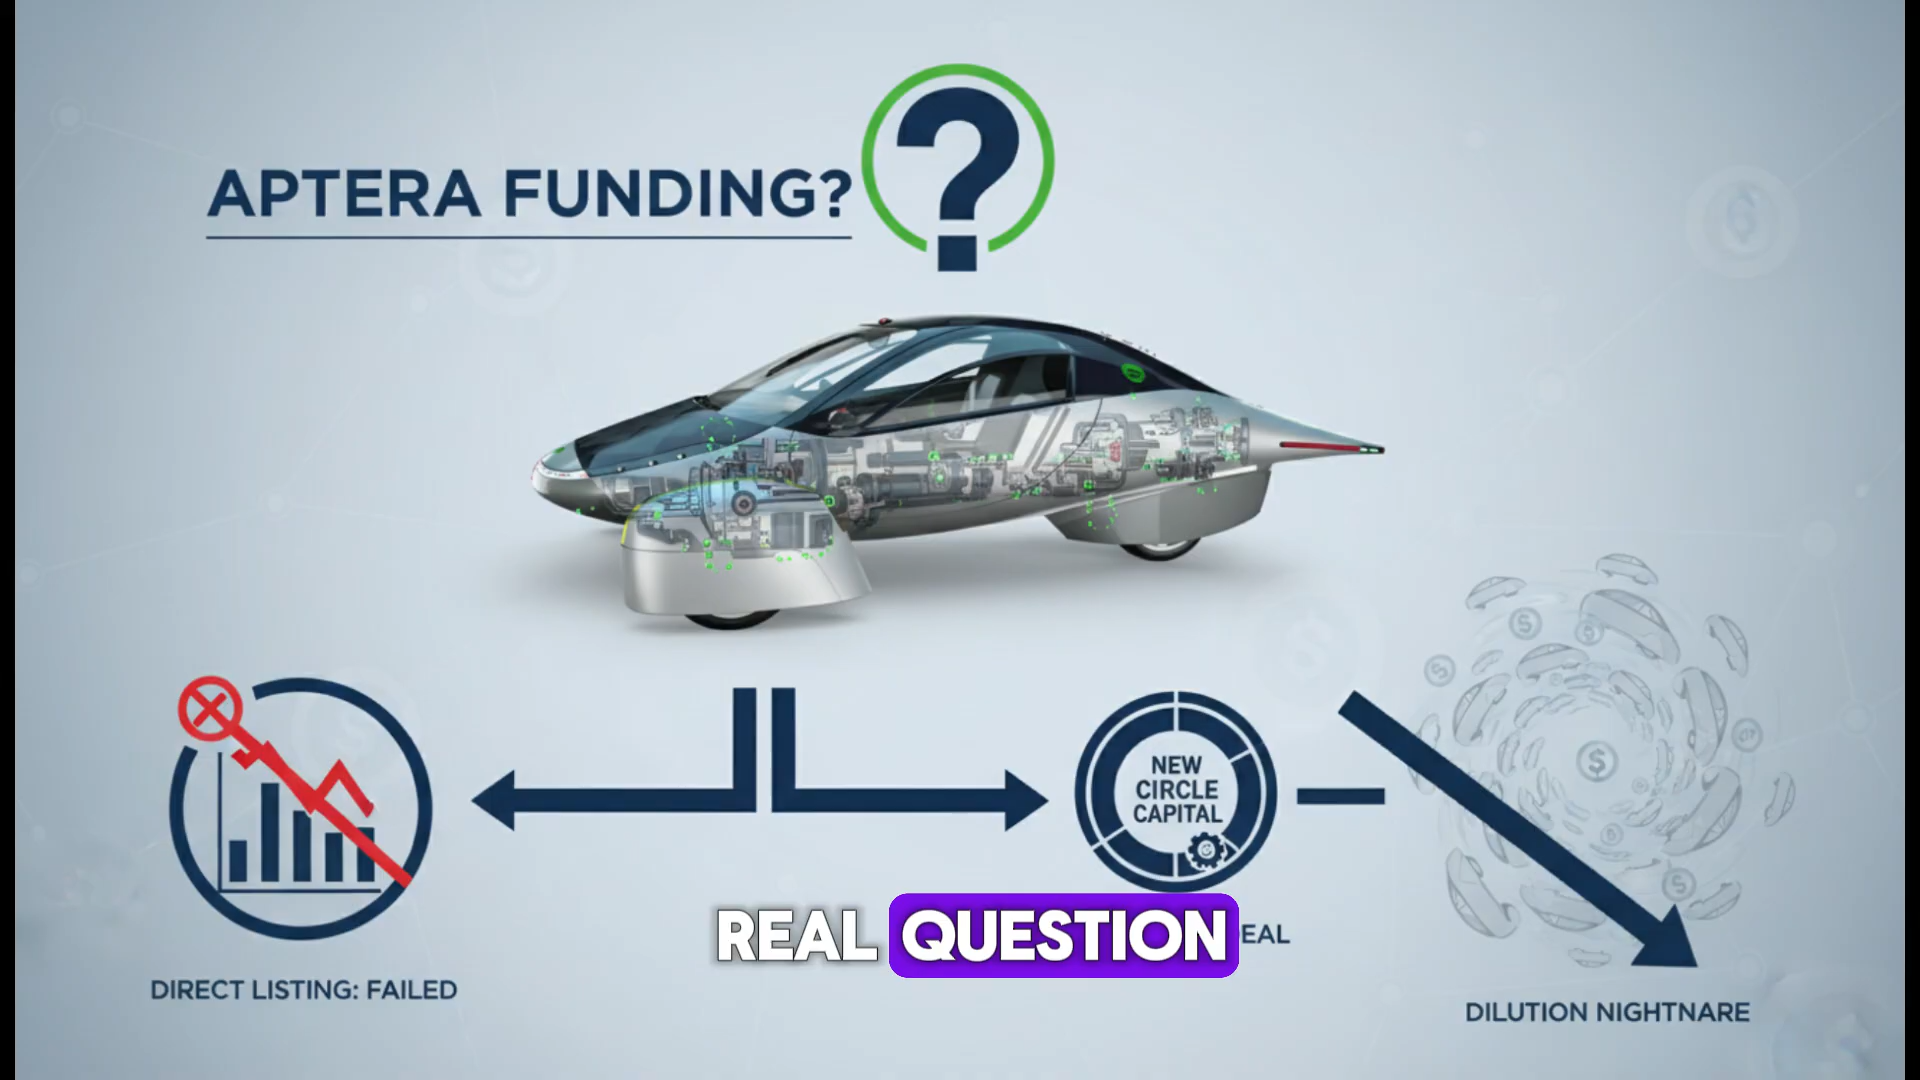 APTERA FUNDING?
?
NEW
CIRCLE
CAPITAL
REAL QUESTION
EAL
DIRECT LISTING: FAILED
DILUTION NIGHTNARE